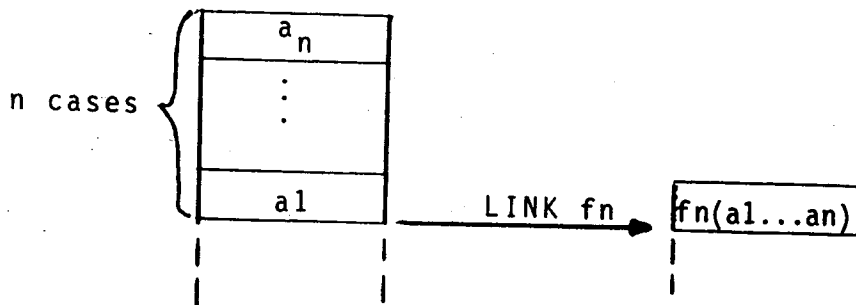 a_n
⋮
n cases
a1
LINK fn
fn(a1...an)